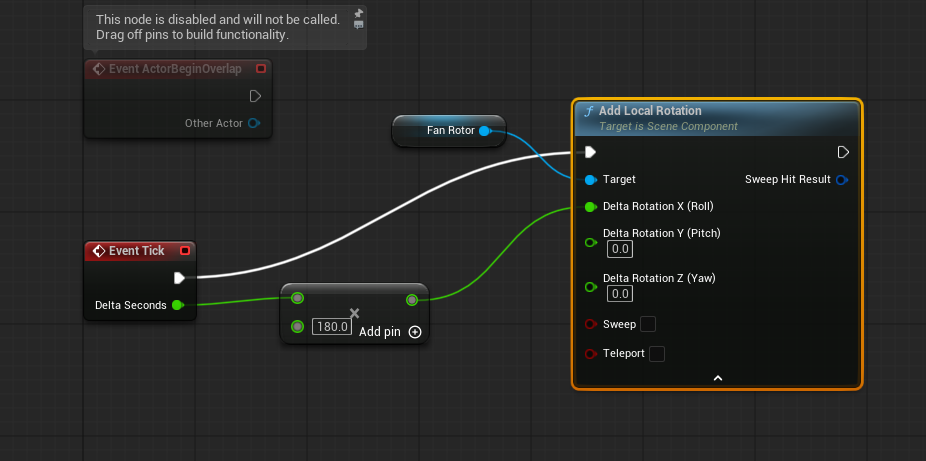 This node is disabled and will not be called.
Drag off pins to build functionality.
Event ActorBeginOverlap
Other Actor
Fan Rotor
Add Local Rotation
Target is Scene Component
Target
Sweep Hit Result
Delta Rotation X (Roll)
Delta Rotation Y (Pitch)
0.0
Delta Rotation Z (Yaw)
0.0
Sweep
Teleport
Event Tick
Delta Seconds
180.0
Add pin